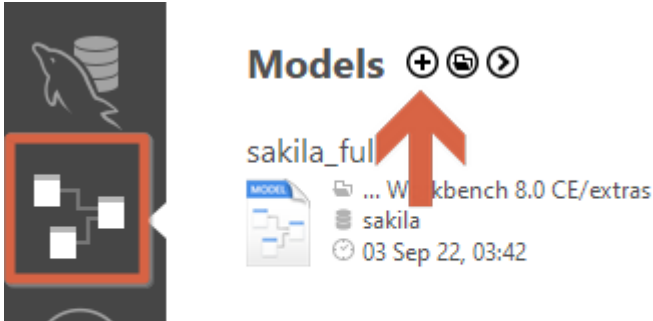 Models
sakila_ful
MODEL
... Workbench 8.0 CE/extras
sakila
03 Sep 22, 03:42